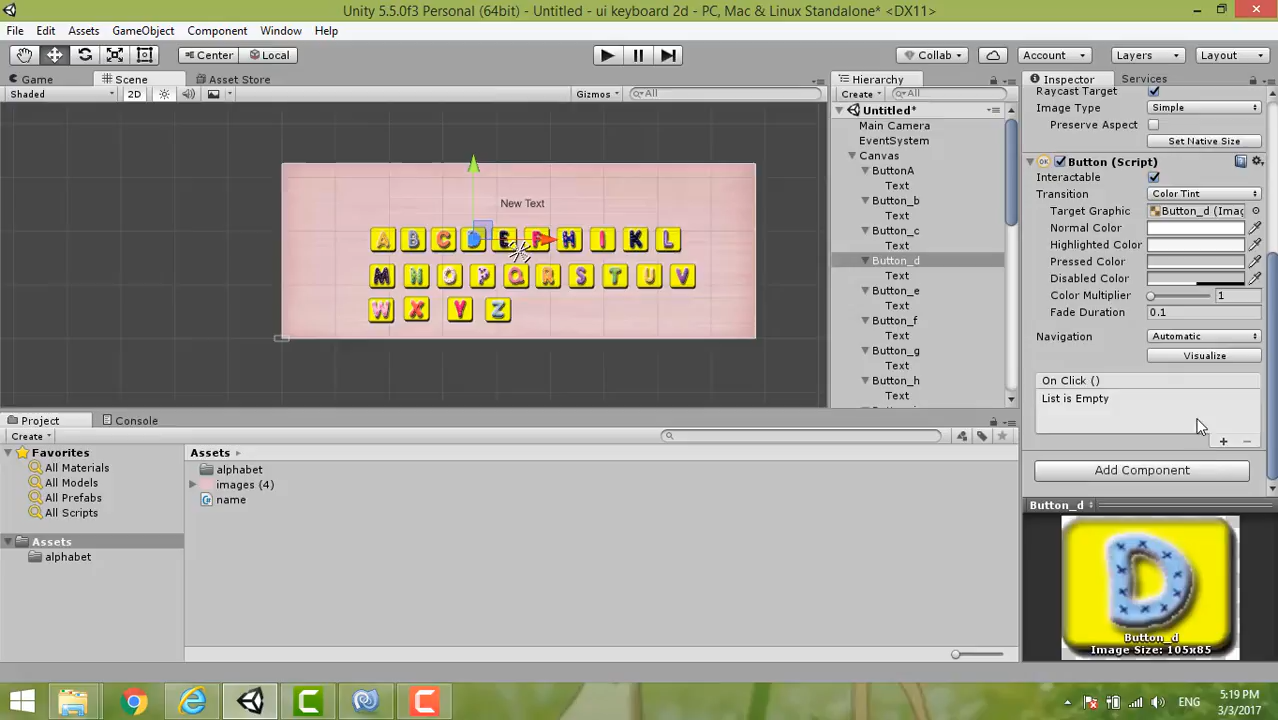 Unity 5.5.0f3 Personal (64bit) - Untitled - ui keyboard 2d - PC, Mac & Linux Standalone* <DX11>
File Edit Assets GameObject Component Window Help
Center Local Collab Account Layers Layout
Game Scene Asset Store Hierarchy Inspector Services
Shaded 2D Gizmos All Create All Raycast Target
Untitled* Image Type Simple
Main Camera Preserve Aspect
EventSystem Set Native Size
Canvas Button (Script)
ButtonA Interactable
Text Transition Color Tint
New Text Button_b Target Graphic Button_d (Imag
Text Normal Color
A B C D E F H I K L Button_c Highlighted Color
Text Pressed Color
Button_d Disabled Color
M N O P Q R S T U V Text Color Multiplier 1
Button_e Fade Duration 0.1
W X Y Z Text Navigation Automatic
Button_f Visualize
Text
Button_g On Click ()
Text List is Empty
Button_h
Text
Project Console
Create
Favorites Assets
All Materials alphabet Add Component
All Models images (4)
All Prefabs name Button_d
All Scripts
Assets
alphabet
D
Button_d
Image Size: 105x85
ENG 5:19 PM
3/3/2017